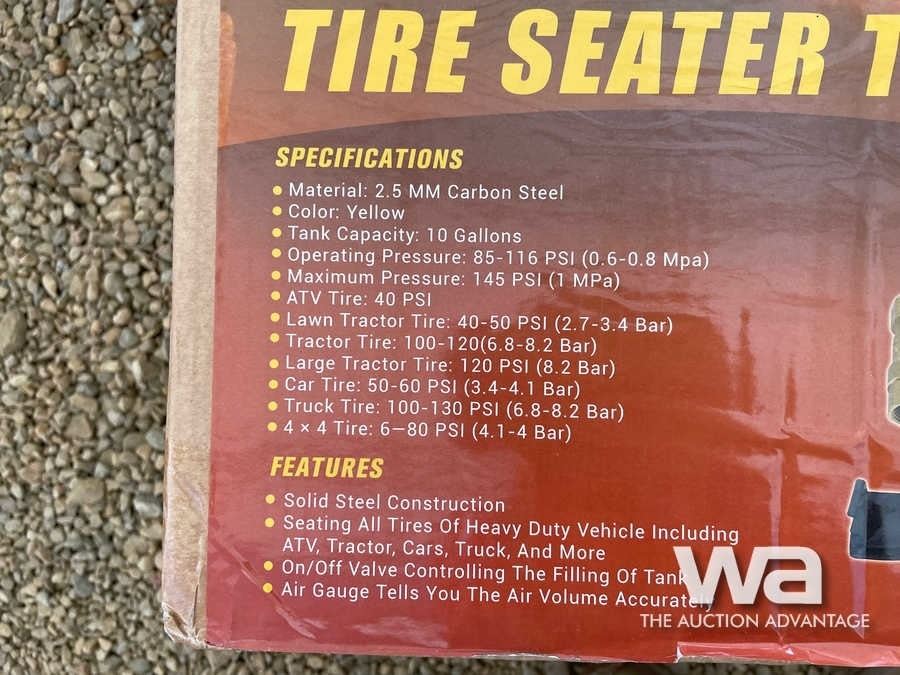 TIRE SEATER T
SPECIFICATIONS
• Material: 2.5 MM Carbon Steel
• Color: Yellow
• Tank Capacity: 10 Gallons
• Operating Pressure: 85-116 PSI (0.6-0.8 Mpa)
• Maximum Pressure: 145 PSI (1 MPa)
• ATV Tire: 40 PSI
• Lawn Tractor Tire: 40-50 PSI (2.7-3.4 Bar)
• Tractor Tire: 100-120(6.8-8.2 Bar)
• Large Tractor Tire: 120 PSI (8.2 Bar)
• Car Tire: 50-60 PSI (3.4-4.1 Bar)
• Truck Tire: 100-130 PSI (6.8-8.2 Bar)
• 4 × 4 Tire: 6—80 PSI (4.1-4 Bar)
FEATURES
• Solid Steel Construction
• Seating All Tires Of Heavy Duty Vehicle Including
ATV, Tractor, Cars, Truck, And More
• On/Off Valve Controlling The Filling Of Tank
• Air Gauge Tells You The Air Volume Accurately
wa
THE AUCTION ADVANTAGE